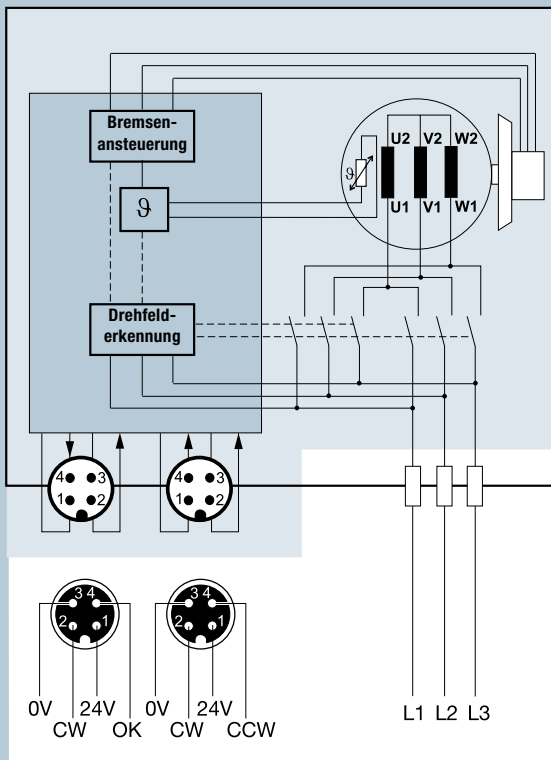 Bremsen-
ansteuerung
U2 V2 W2
ϑ
ϑ
U1 V1 W1
Drehfeld-
erkennung
4 3
1 2
4 3
1 2
3 4
2 1
3 4
2 1
0V 24V 0V 24V
CW OK CW CCW
L1 L2 L3